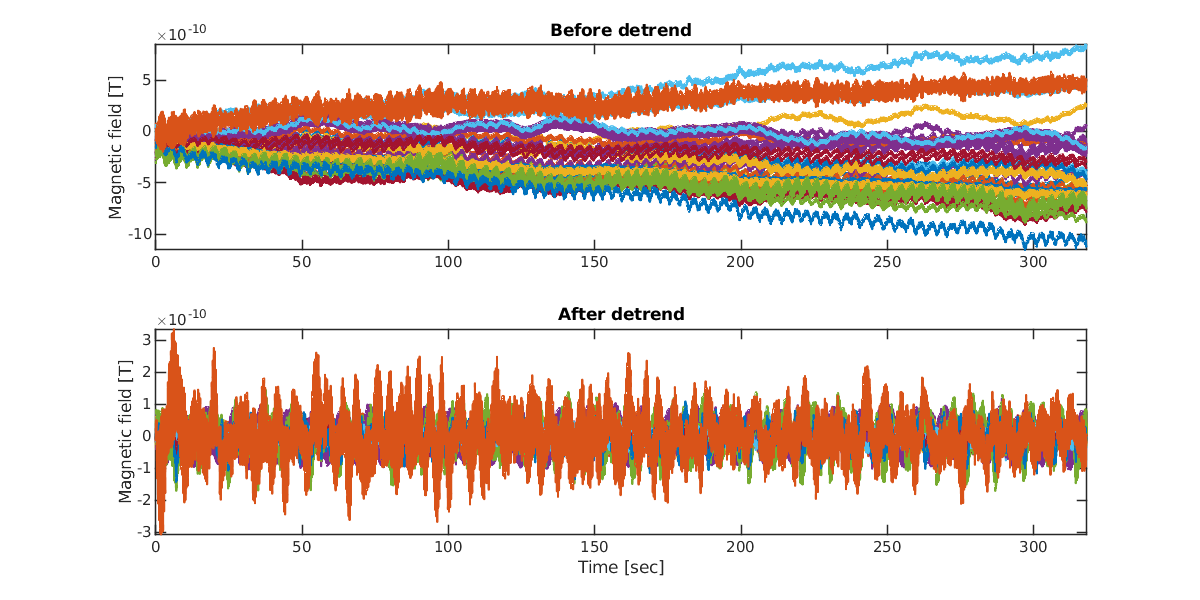 Before detrend
×10-10
Magnetic field [T]
5
0
-5
-10
0 50 100 150 200 250 300
After detrend
×10-10
Magnetic field [T]
3
2
1
0
-1
-2
-3
0 50 100 150 200 250 300
Time [sec]